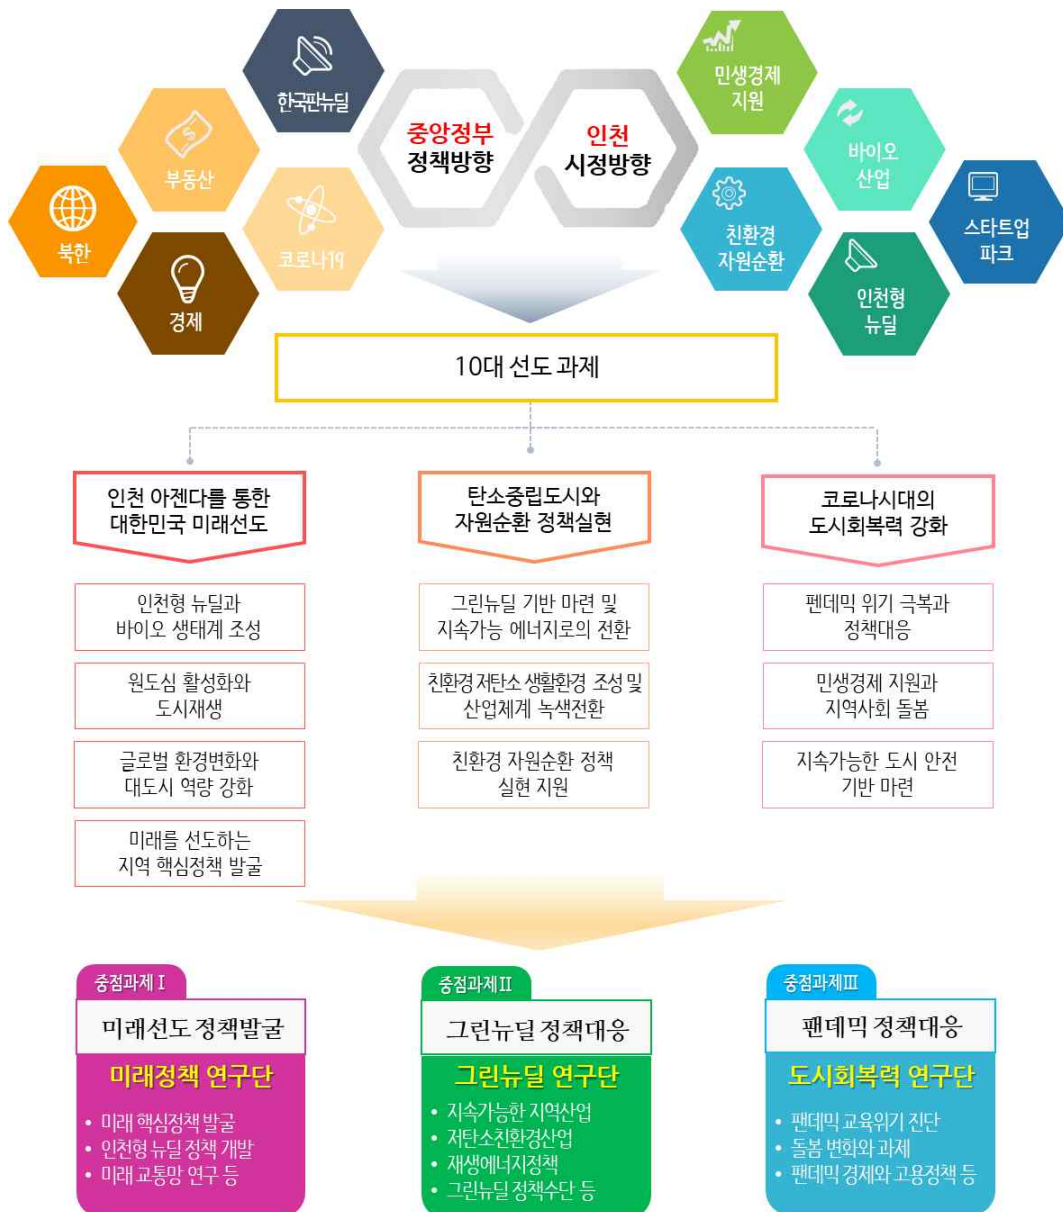 한국판뉴딜
부동산
북한
코로나19
경제
중앙정부
정책방향
인천
시정방향
민생경제
지원
바이오
산업
친환경
자원순환
스타트업
파크
인천형
뉴딜
10대 선도 과제
인천 아젠다를 통한
대한민국 미래선도
인천형 뉴딜과
바이오 생태계 조성
원도심 활성화와
도시재생
글로벌 환경변화와
대도시 역량 강화
미래를 선도하는
지역 핵심정책 발굴
탄소중립도시와
자원순환 정책실현
그린뉴딜 기반 마련 및
지속가능 에너지로의 전환
친환경 저탄소 생활환경 조성 및
산업체계 녹색전환
친환경 자원순환 정책
실현 지원
코로나시대의
도시회복력 강화
펜데믹 위기 극복과
정책대응
민생경제 지원과
지역사회 돌봄
지속가능한 도시 안전
기반 마련
중점과제 I
미래선도 정책발굴
미래정책 연구단
• 미래 핵심정책 발굴
• 인천형 뉴딜 정책 개발
• 미래 교통망 연구 등
중점과제 II
그린뉴딜 정책대응
그린뉴딜 연구단
• 지속가능한 지역산업
• 저탄소친환경산업
• 재생에너지정책
• 그린뉴딜 정책수단 등
중점과제 III
팬데믹 정책대응
도시회복력 연구단
• 팬데믹 교육위기 진단
• 돌봄 변화와 과제
• 팬데믹 경제와 고용정책 등